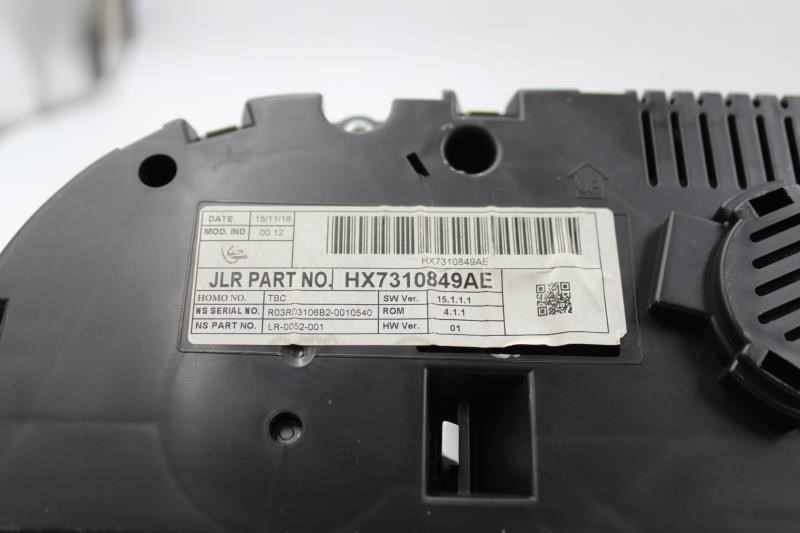 UP
DATE 15/11/16
MOD. IND 00.12
HX7310849AE
JLR PART NO. HX7310849AE
HOMO NO. TBC SW Ver. 15.1.1.1
NS SERIAL NO. R03R03106B2-0010540 ROM 4.1.1
NS PART NO. LR-0052-001 HW Ver. 01